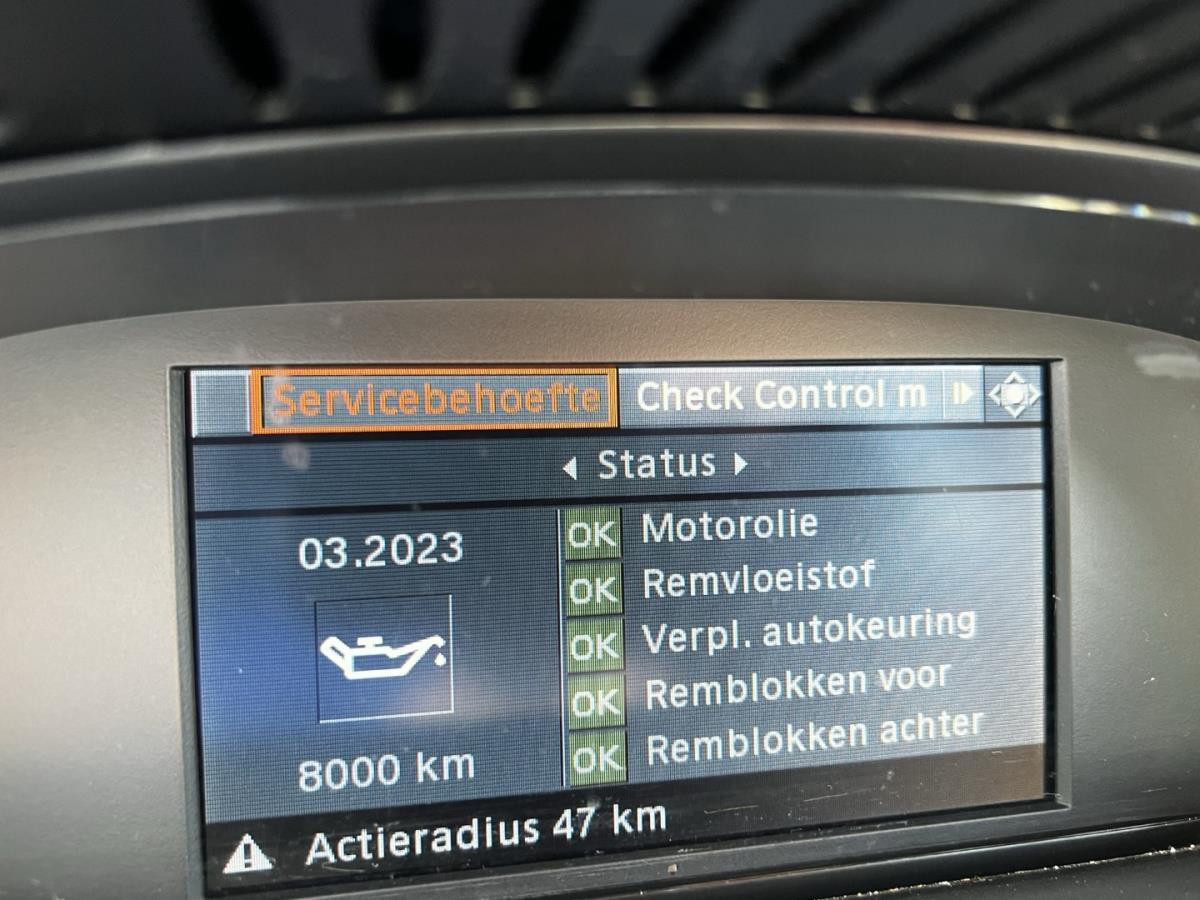 Servicebehoefte
Check Control m
Status
03.2023
8000 km
OK Motorolie
OK Remvloeistof
OK Verpl. autokeuring
OK Remblokken voor
OK Remblokken achter
Actieradius 47 km